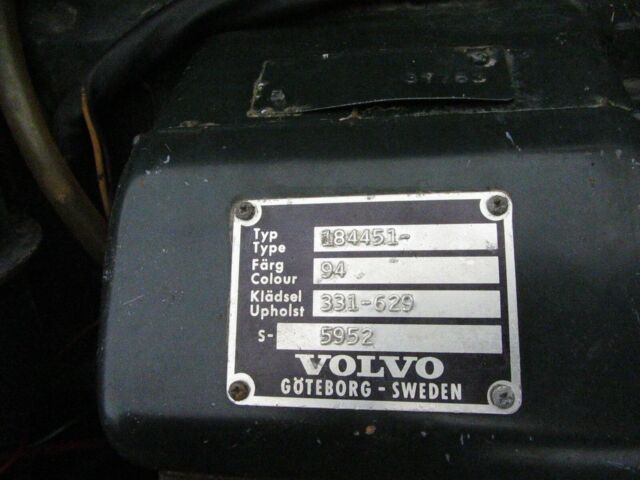 Typ
Type 184451-
Färg
Colour 94
Klädsel
Upholst 331-629
S- 5952
VOLVO
GÖTEBORG - SWEDEN